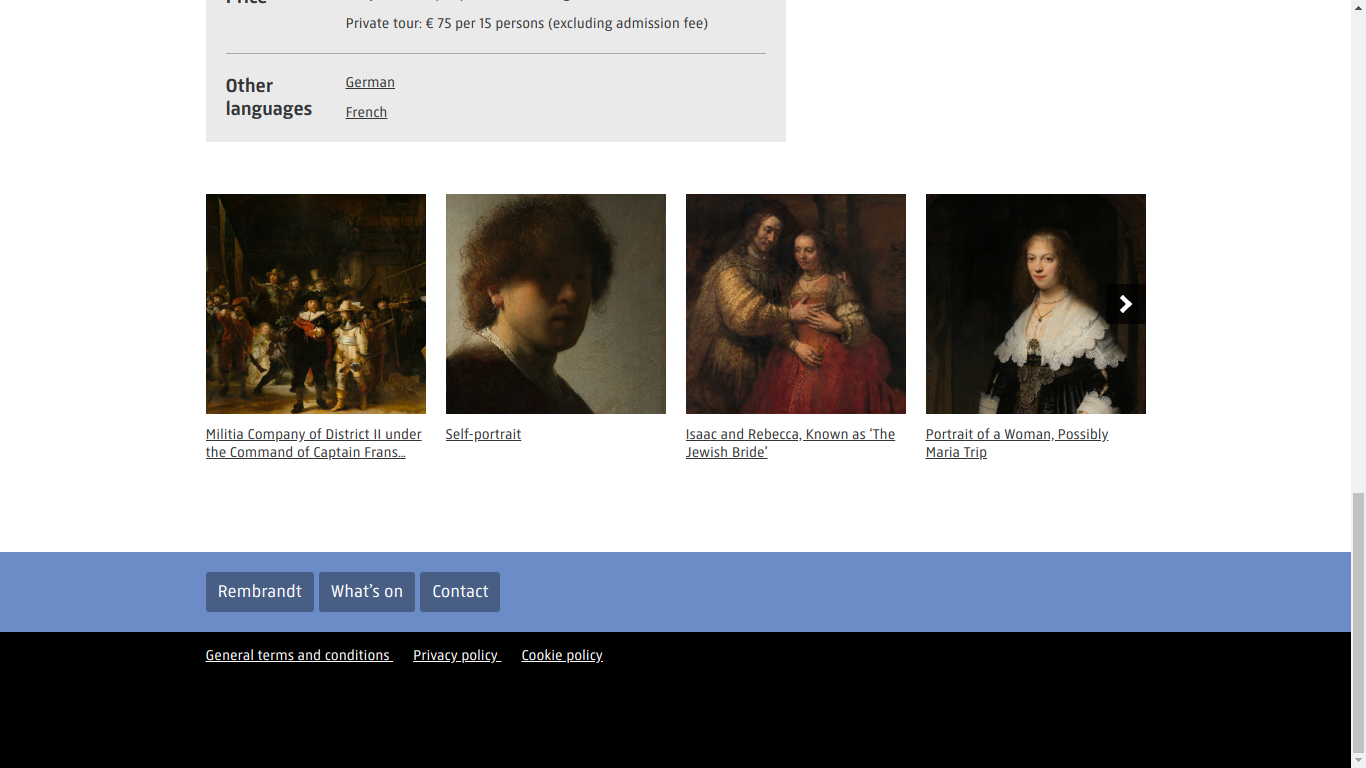 Price
Private tour: € 75 per 15 persons (excluding admission fee)
Other
languages
German
French
Militia Company of District II under
the Command of Captain Frans...
Self-portrait
Isaac and Rebecca, Known as ‘The
Jewish Bride’
Portrait of a Woman, Possibly
Maria Trip
Rembrandt
What’s on
Contact
General terms and conditions
Privacy policy
Cookie policy